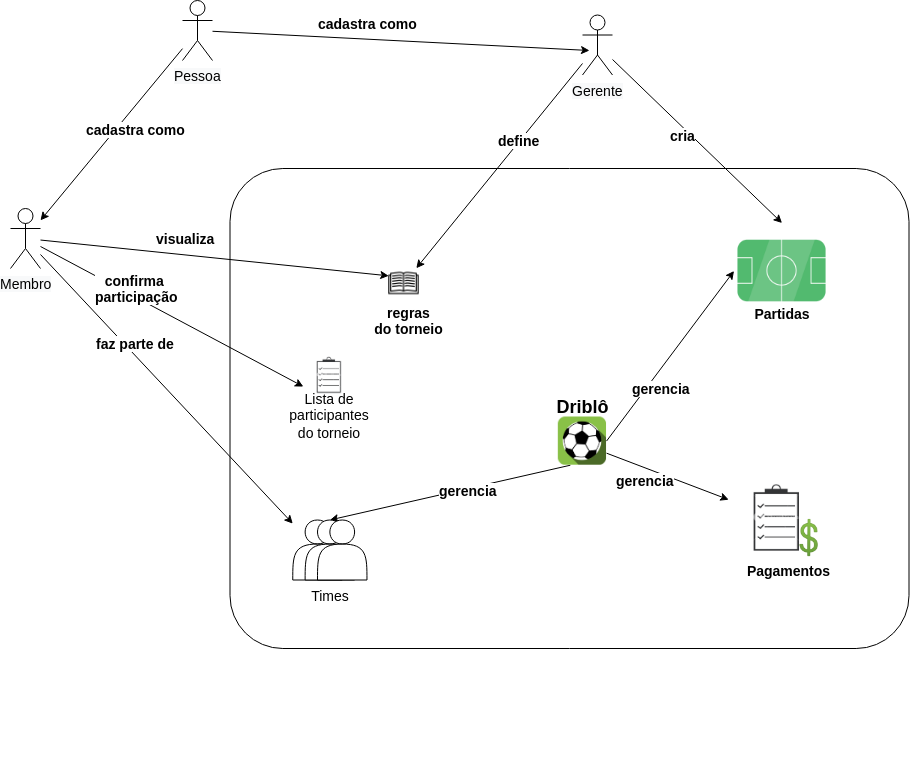 cadastra como
Pessoa
Gerente
cadastra como
define
cria
visualiza
Membro
confirma
participação
regras
do torneio
Partidas
faz parte de
Lista de
participantes
do torneio
gerencia
Driblô
gerencia
gerencia
$
Pagamentos
Times